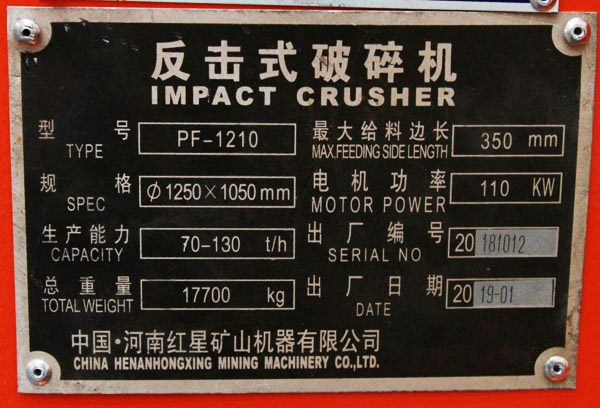 反击式破碎机
IMPACT CRUSHER
型 号 PF-1210 最大给料边长 350 mm
TYPE MAX.FEEDING SIDE LENGTH
规 格 Φ1250×1050mm 电机功率 110 KW
SPEC MOTOR POWER
生产能力 70-130 t/h 出厂编号 20 181012
CAPACITY SERIAL NO
总重量 17700 kg 出厂日期 20 19-01
TOTAL WEIGHT DATE
中国·河南红星矿山机器有限公司
CHINA HENANHONGXING MINING MACHINERY CO.,LTD.